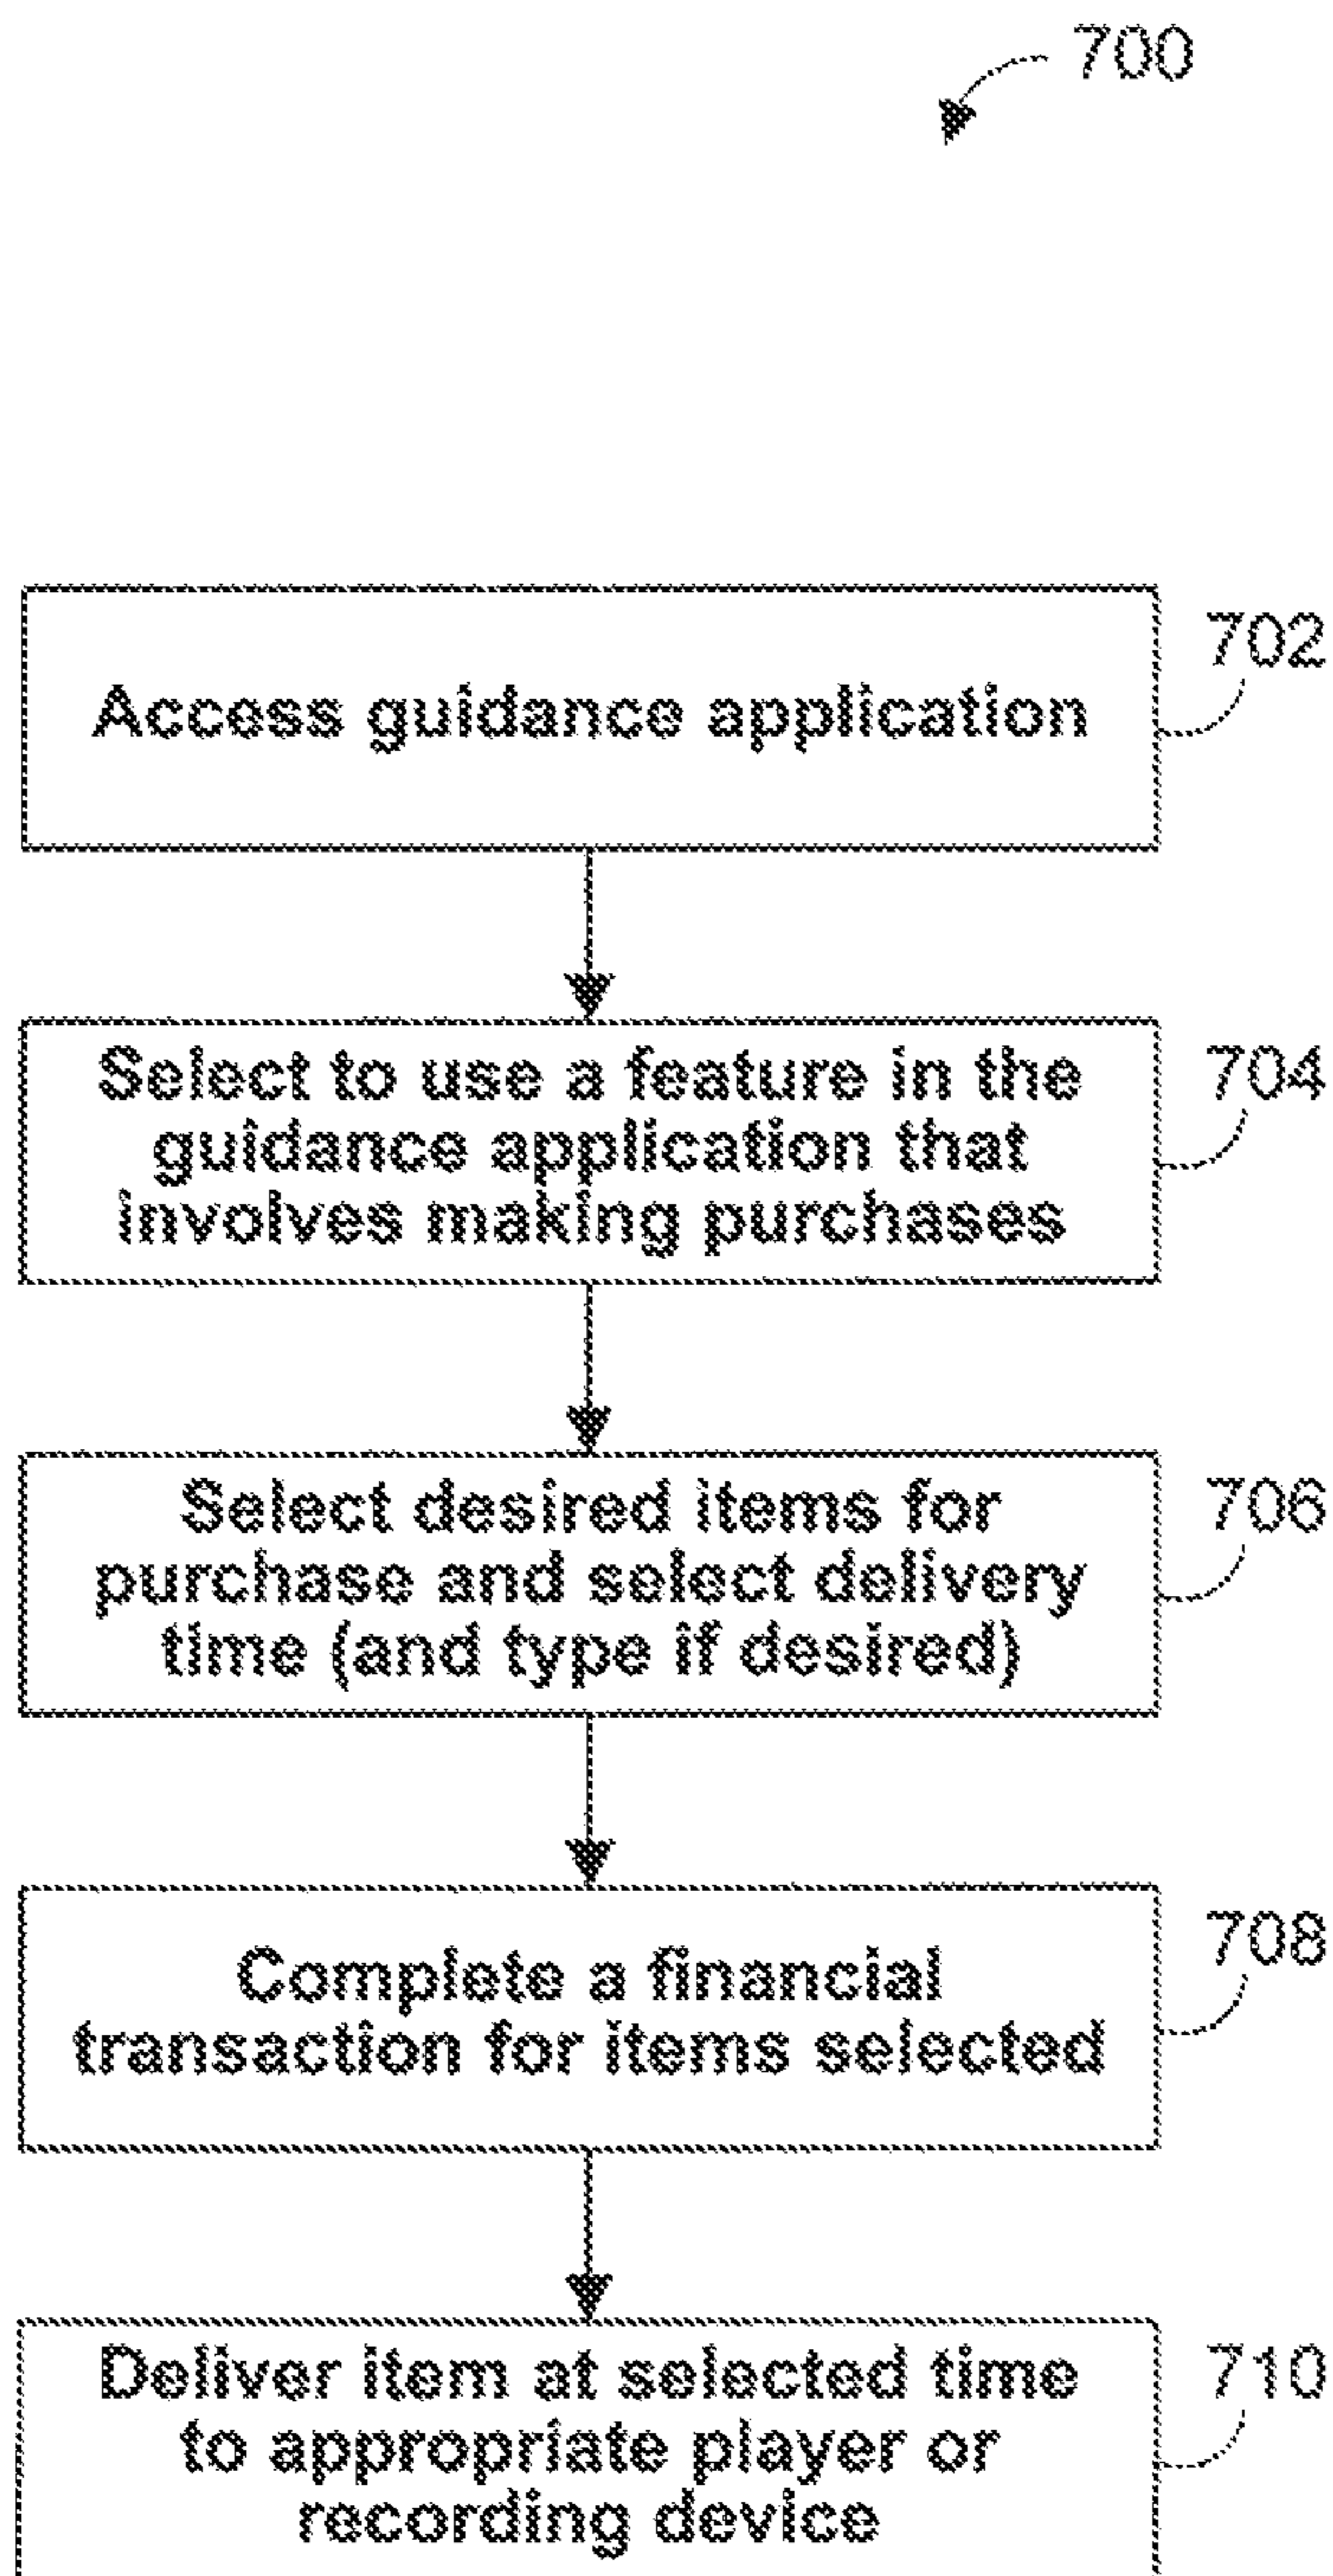 700
Access guidance application
702
Select to use a feature in the
guidance application that
involves making purchases
704
Select desired items for
purchase and select delivery
time (and type if desired)
706
Complete a financial
transaction for items selected
708
Deliver item at selected time
to appropriate player or
recording device
710